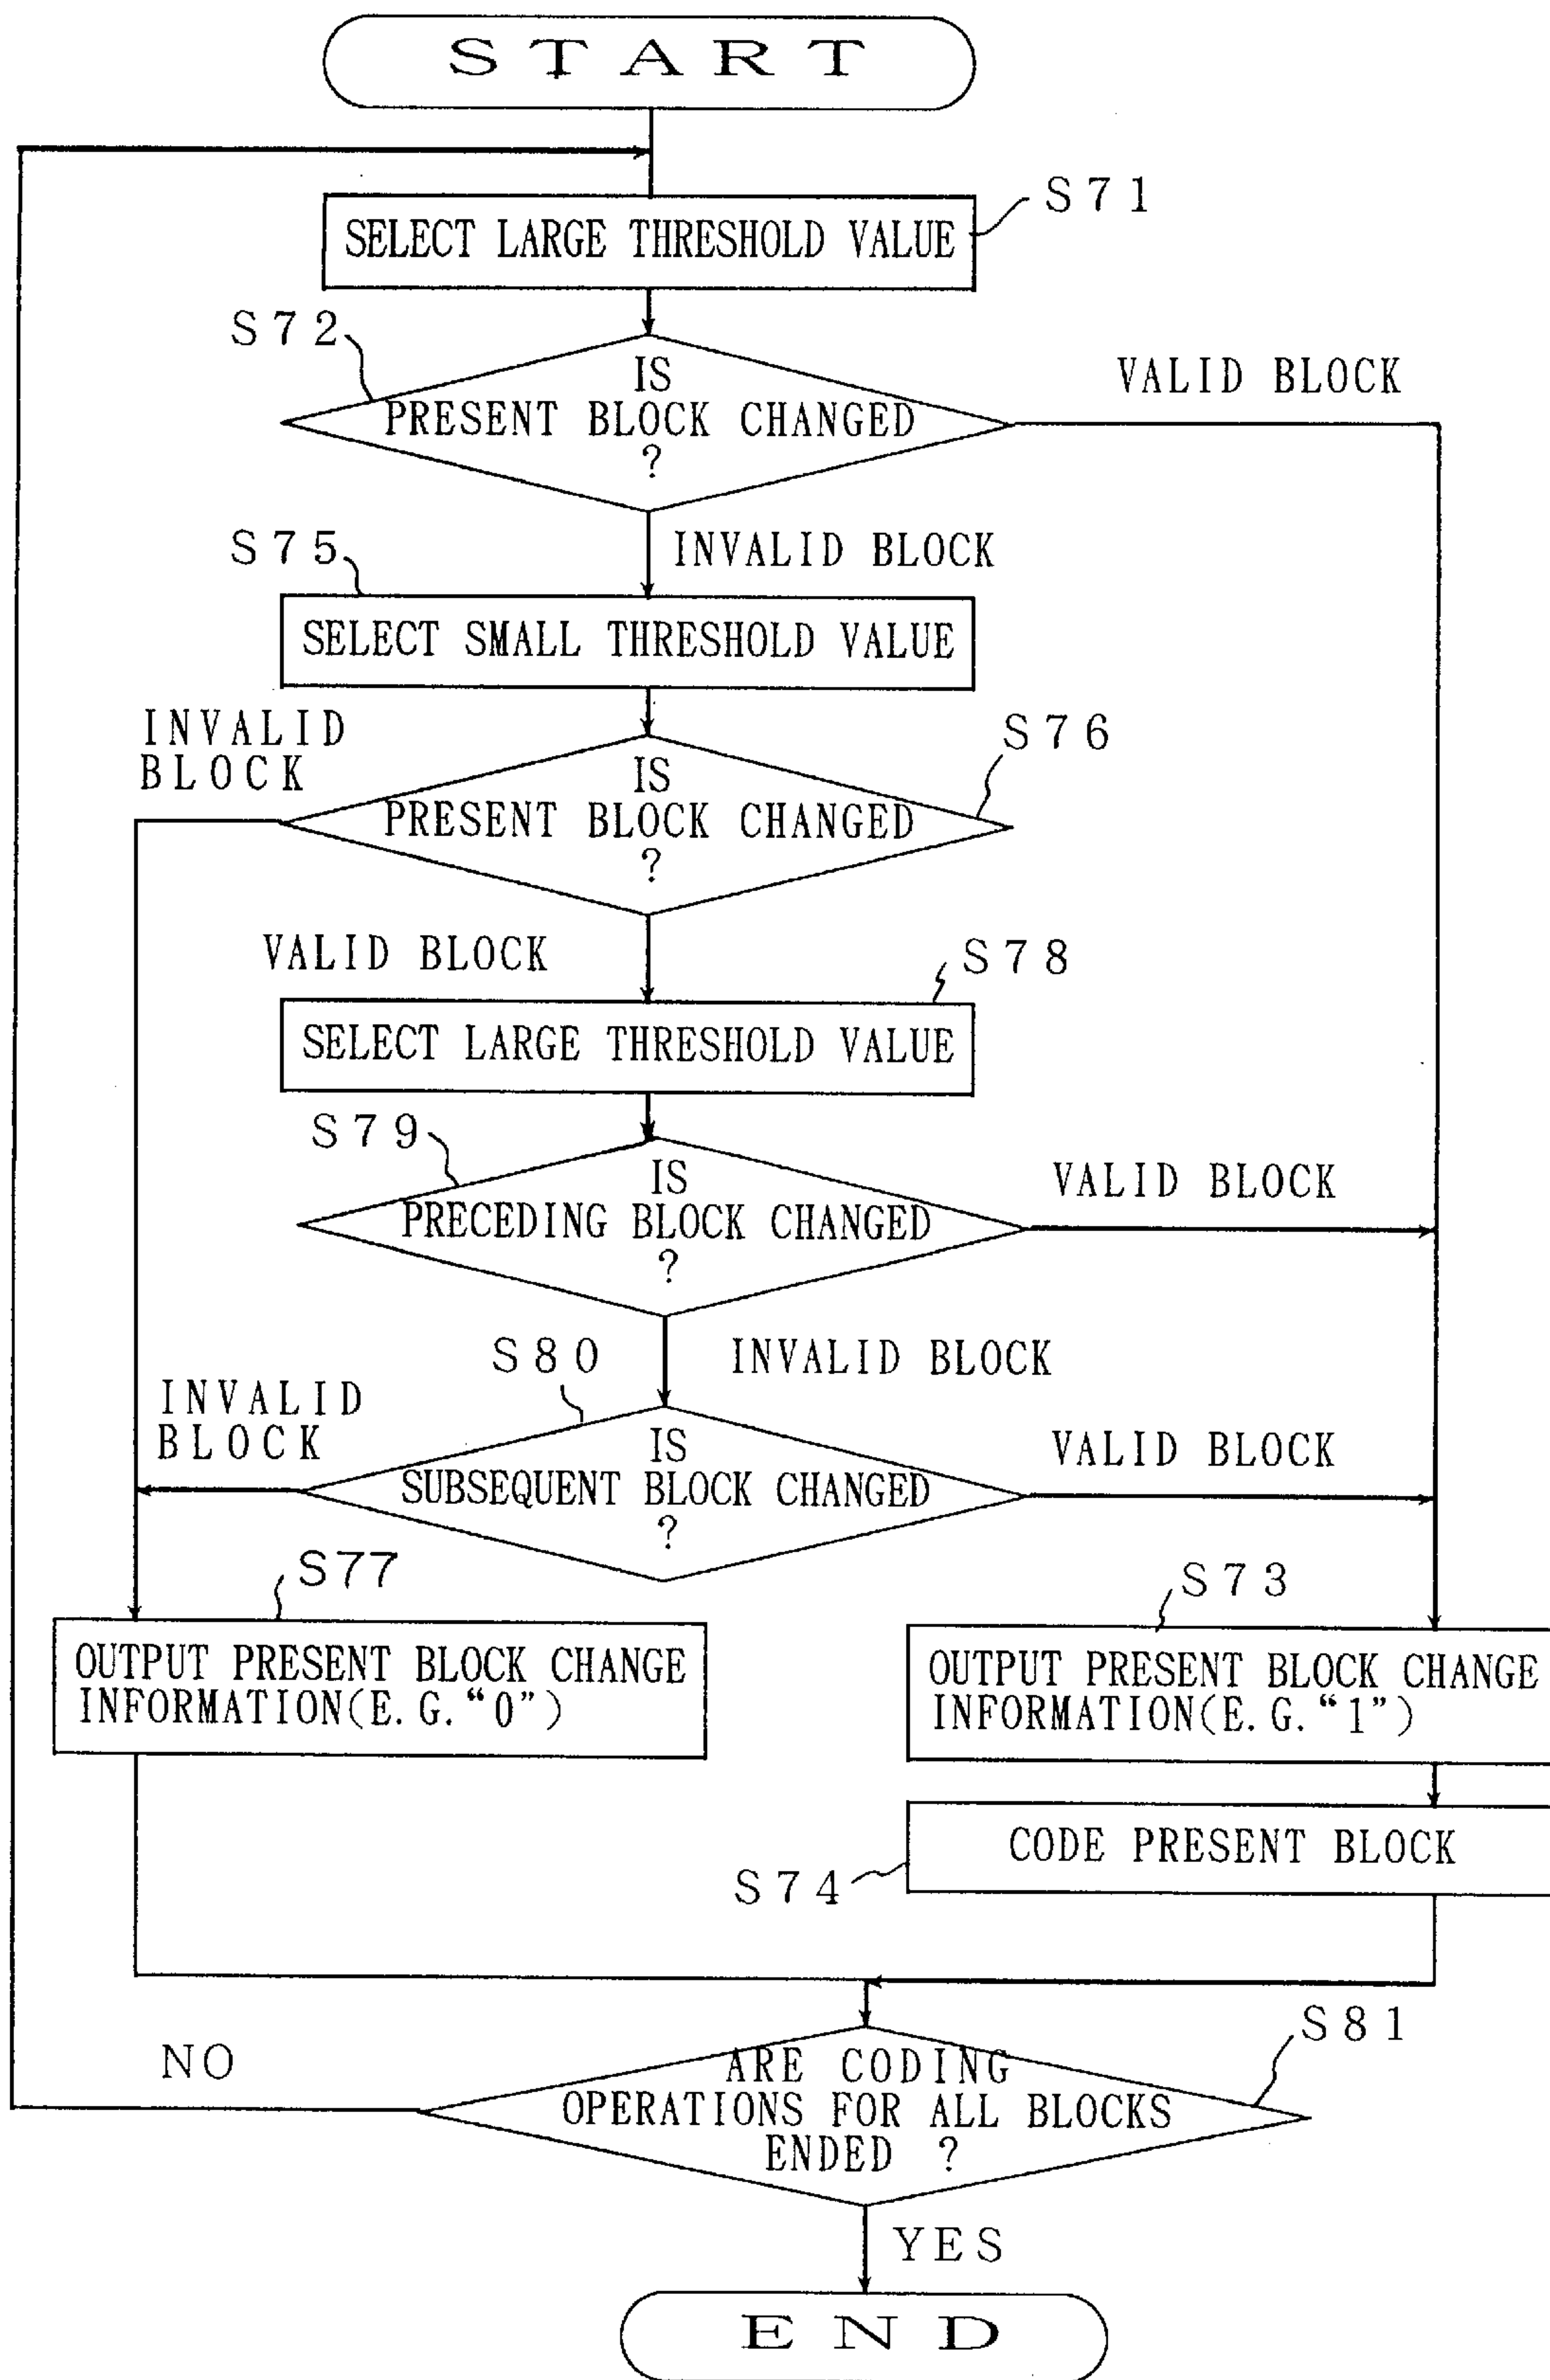 START
SELECT LARGE THRESHOLD VALUE
S71
S72
IS
PRESENT BLOCK CHANGED
?
VALID BLOCK
INVALID BLOCK
S75
SELECT SMALL THRESHOLD VALUE
INVALID
BLOCK
S76
IS
PRESENT BLOCK CHANGED
?
VALID BLOCK
S78
SELECT LARGE THRESHOLD VALUE
S79
IS
PRECEDING BLOCK CHANGED
?
VALID BLOCK
INVALID BLOCK
S80
INVALID
BLOCK
IS
SUBSEQUENT BLOCK CHANGED
?
VALID BLOCK
S77
OUTPUT PRESENT BLOCK CHANGE
INFORMATION(E.G. “0”)
S73
OUTPUT PRESENT BLOCK CHANGE
INFORMATION(E.G. “1”)
CODE PRESENT BLOCK
S74
S81
NO
ARE CODING
OPERATIONS FOR ALL BLOCKS
ENDED ?
YES
END